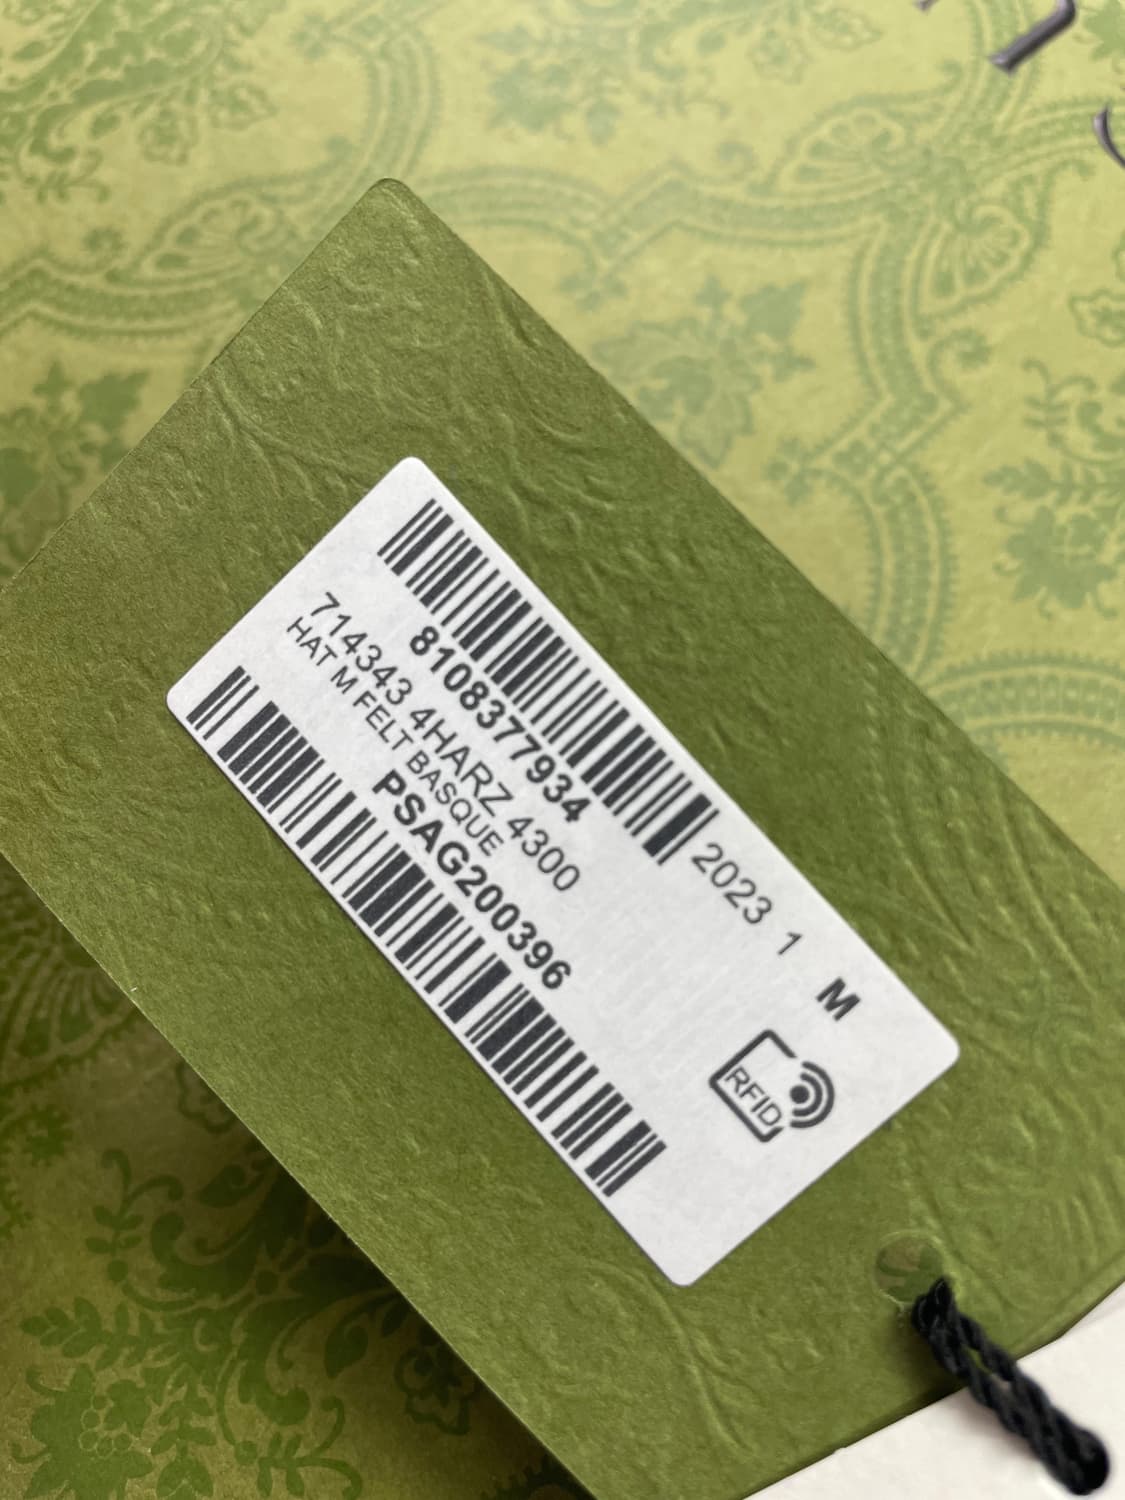 8108377934
714343 4HARZ 4300
HAT M FELT BASQUE
PSAG200396
2023 1 M
RFID